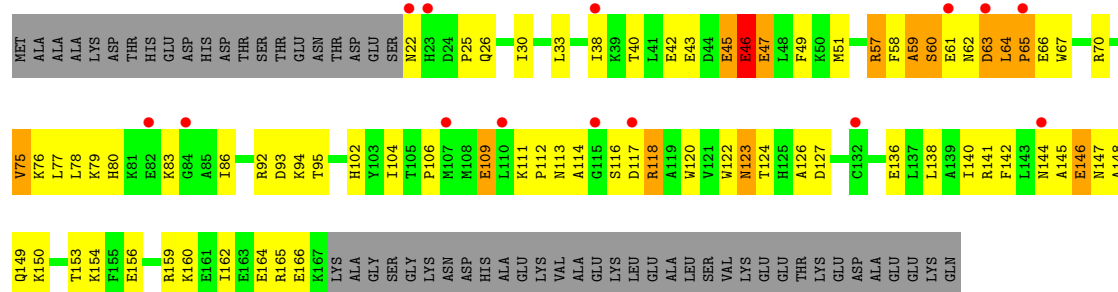 MET ALA ALA ALA LYS ASP THR HIS GLU ASP HIS ASP THR SER THR GLU ASN THR ASP GLU SER N22 H23 D24 P25 Q26 I30 L33 I38 K39 T40 L41 E42 E43 D44 E45 E46 E47 L48 F49 K50 M51 R57 F58 A59 S60 E61 N62 D63 L64 P65 E66 W67 R70
V75 K76 L77 L78 K79 H80 K81 E82 K83 G84 A85 I86 R92 D93 K94 T95 H102 Y103 I104 T105 P106 M107 M108 E109 L110 K111 P112 N113 A114 G115 S116 D117 R118 A119 W120 V121 W122 N123 T124 H125 A126 D127 C132 E136 L137 L138 A139 I140 R141 F142 L143 N144 A145 E146 N147 A148
Q149 K150 T153 K154 F155 E156 R159 K160 E161 I162 E163 E164 R165 E166 K167 LYS ALA GLY SER GLY LYS ASN ASP HIS ALA GLU LYS VAL ALA GLU LYS LEU GLU ALA LEU SER VAL LYS GLU GLU THR LYS GLU ASP ALA GLU GLU LYS GLN